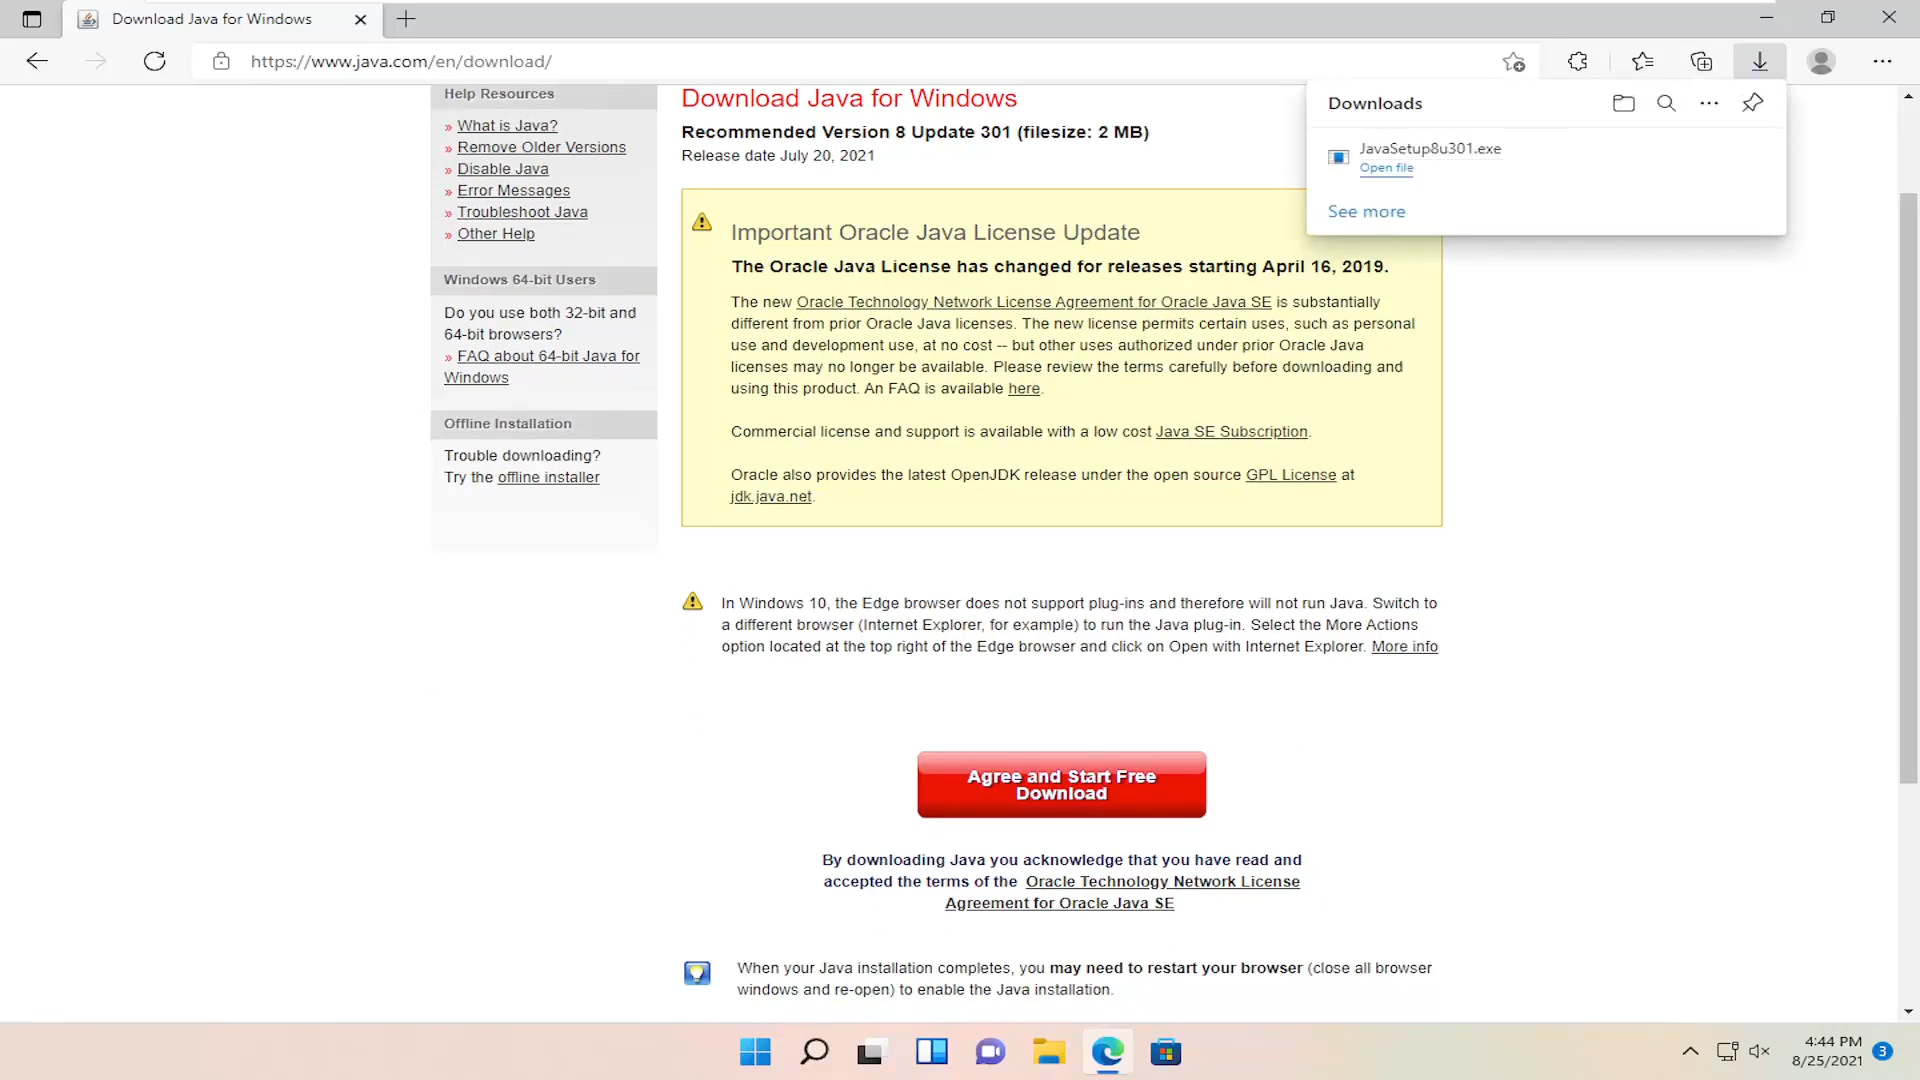 Download Java for Windows
https://www.java.com/en/download/
Downloads
JavaSetup8u301.exe
Open file
See more
Help Resources
» What is Java?
» Remove Older Versions
» Disable Java
» Error Messages
» Troubleshoot Java
» Other Help
Windows 64-bit Users
Do you use both 32-bit and
64-bit browsers?
» FAQ about 64-bit Java for
Windows
Offline Installation
Trouble downloading?
Try the offline installer
Download Java for Windows
Recommended Version 8 Update 301 (filesize: 2 MB)
Release date July 20, 2021
Important Oracle Java License Update
The Oracle Java License has changed for releases starting April 16, 2019.
The new Oracle Technology Network License Agreement for Oracle Java SE is substantially
different from prior Oracle Java licenses. The new license permits certain uses, such as personal
use and development use, at no cost -- but other uses authorized under prior Oracle Java
licenses may no longer be available. Please review the terms carefully before downloading and
using this product. An FAQ is available here.
Commercial license and support is available with a low cost Java SE Subscription.
Oracle also provides the latest OpenJDK release under the open source GPL License at
jdk.java.net.
In Windows 10, the Edge browser does not support plug-ins and therefore will not run Java. Switch to
a different browser (Internet Explorer, for example) to run the Java plug-in. Select the More Actions
option located at the top right of the Edge browser and click on Open with Internet Explorer. More info
Agree and Start Free
Download
By downloading Java you acknowledge that you have read and
accepted the terms of the Oracle Technology Network License
Agreement for Oracle Java SE
When your Java installation completes, you may need to restart your browser (close all browser
windows and re-open) to enable the Java installation.
4:44 PM
8/25/2021
3